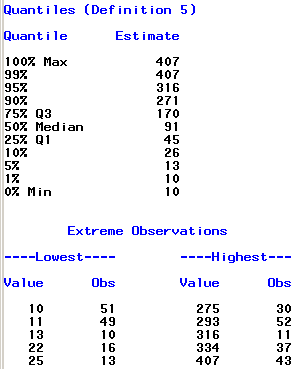 Quantiles (Definition 5)
Quantile Estimate
100% Max 407
99% 407
95% 316
90% 271
75% Q3 170
50% Median 91
25% Q1 45
10% 26
5% 13
1% 10
0% Min 10
Extreme Observations
----Lowest---- ----Highest---
Value Obs Value Obs
10 51 275 30
11 49 293 52
13 10 316 11
22 16 334 37
25 13 407 43